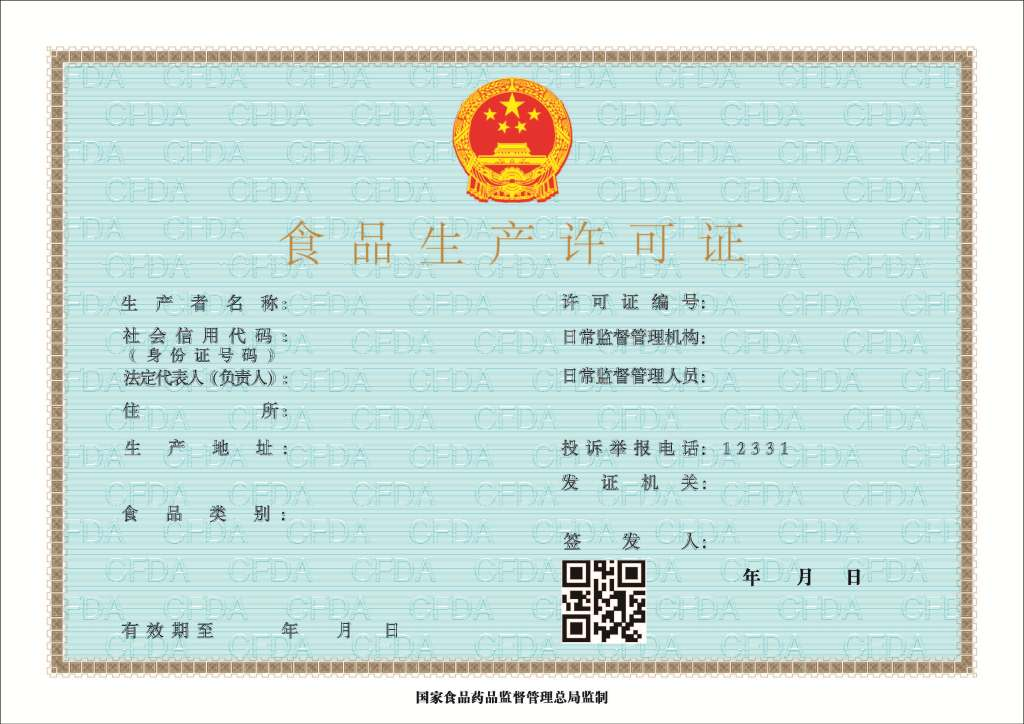 食品生产许可证
生产者名称:
许可证编号:
社会信用代码:
(身份证号码)
日常监督管理机构:
法定代表人(负责人):
日常监督管理人员:
住所:
生产地址:
投诉举报电话: 12331
发证机关:
食品类别:
签发人:
年 月 日
有效期至 年 月 日
国家食品药品监督管理总局监制
CFDA